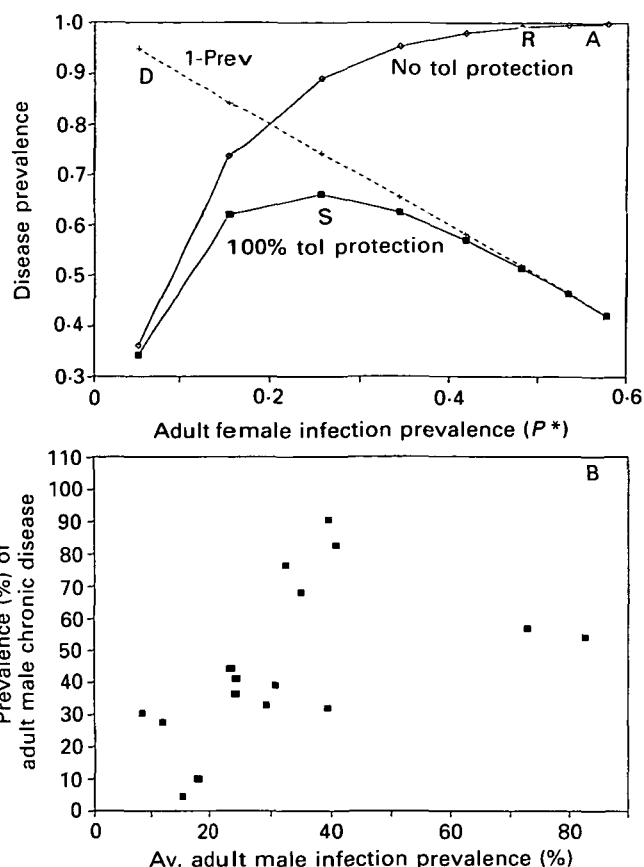 1·0
0·9
0·8
0·7
0·6
0·5
0·4
0·3
Disease prevalence
1-Prev
D
R
A
No tol protection
S
100% tol protection
0
0·2
0·4
0·6
Adult female infection prevalence (P*)
B
110
100
90
80
70
60
50
40
30
20
10
0
Prevalence (%) of
adult male chronic disease
0
20
40
60
80
Av. adult male infection prevalence (%)